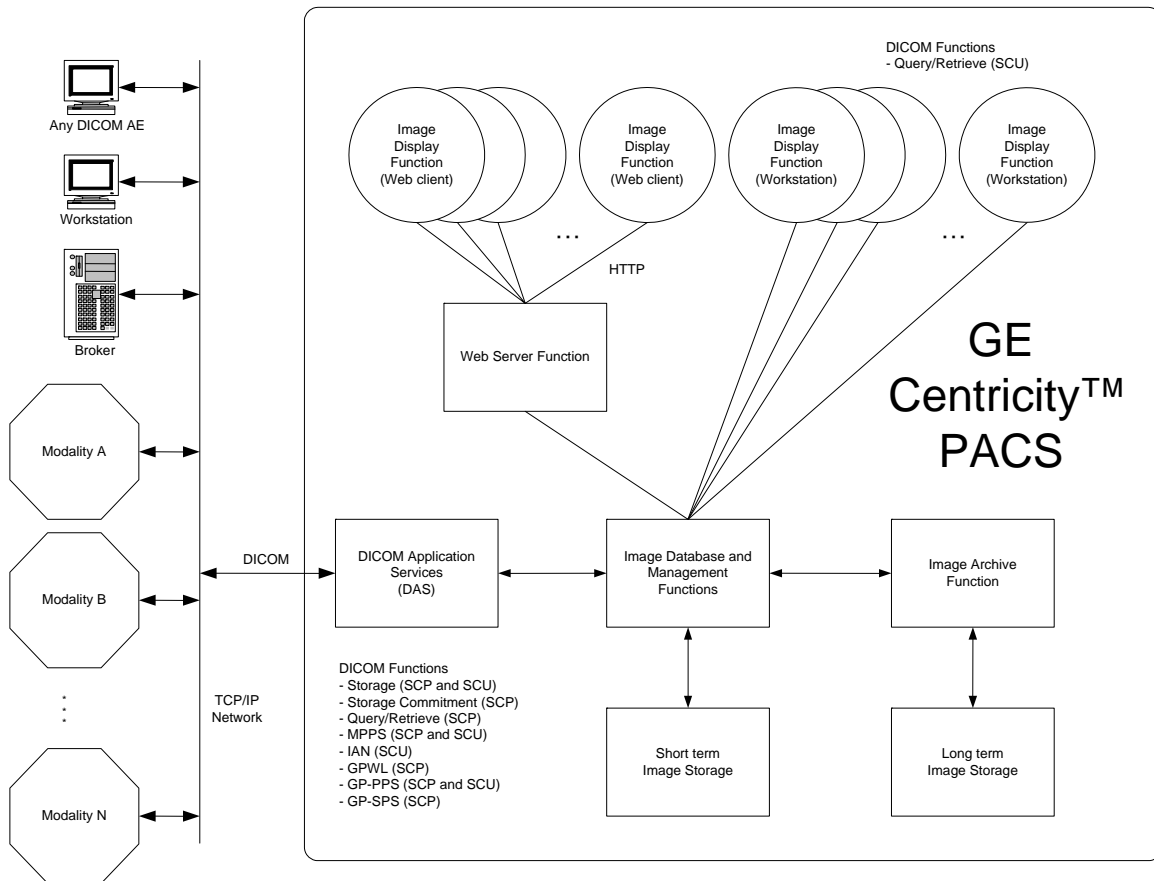 DICOM Functions
- Query/Retrieve (SCU)
Any DICOM AE
Workstation
Broker
Modality A
Modality B
* * *
Modality N
TCP/IP
Network
DICOM
Image
Display
Function
(Web client)
...
Image
Display
Function
(Web client)
Image
Display
Function
(Workstation)
...
Image
Display
Function
(Workstation)
HTTP
Web Server Function
GE
Centricity™
PACS
DICOM Application
Services
(DAS)
Image Database and
Management
Functions
Image Archive
Function
DICOM Functions
- Storage (SCP and SCU)
- Storage Commitment (SCP)
- Query/Retrieve (SCP)
- MPPS (SCP and SCU)
- IAN (SCU)
- GPWL (SCP)
- GP-PPS (SCP and SCU)
- GP-SPS (SCP)
Short term
Image Storage
Long term
Image Storage